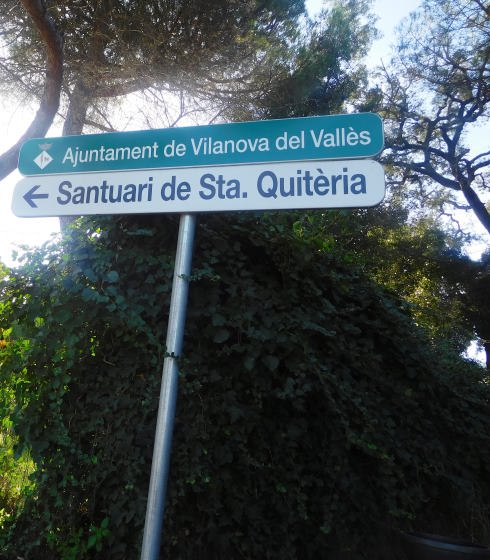 Ajuntament de Vilanova del Vallès
← Santuari de Sta. Quitèria